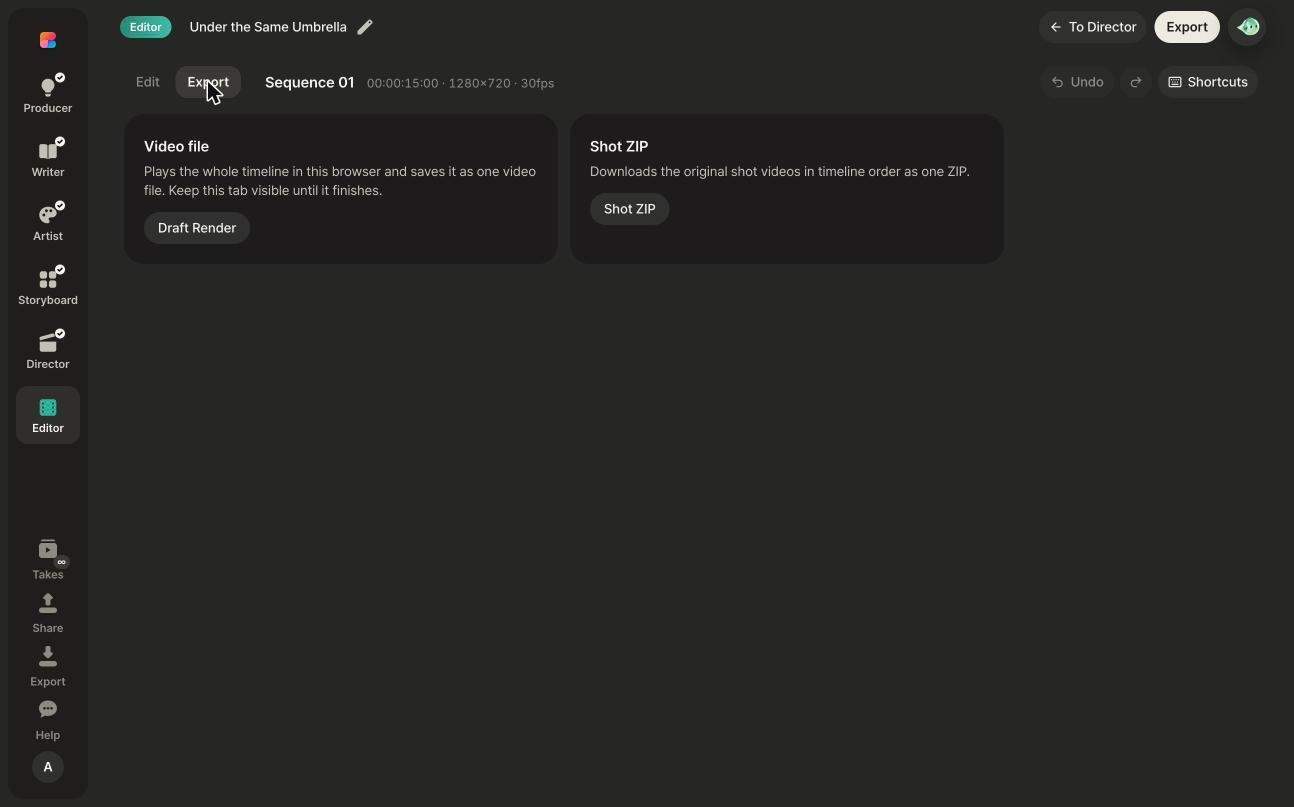 Editor
Under the Same Umbrella
To Director
Export
Edit
Export
Sequence 01
00:00:15:00 · 1280×720 · 30fps
Undo
Shortcuts
Producer
Writer
Artist
Storyboard
Director
Editor
Video file
Plays the whole timeline in this browser and saves it as one video
file. Keep this tab visible until it finishes.
Draft Render
Shot ZIP
Downloads the original shot videos in timeline order as one ZIP.
Shot ZIP
∞
Takes
Share
Export
Help
A